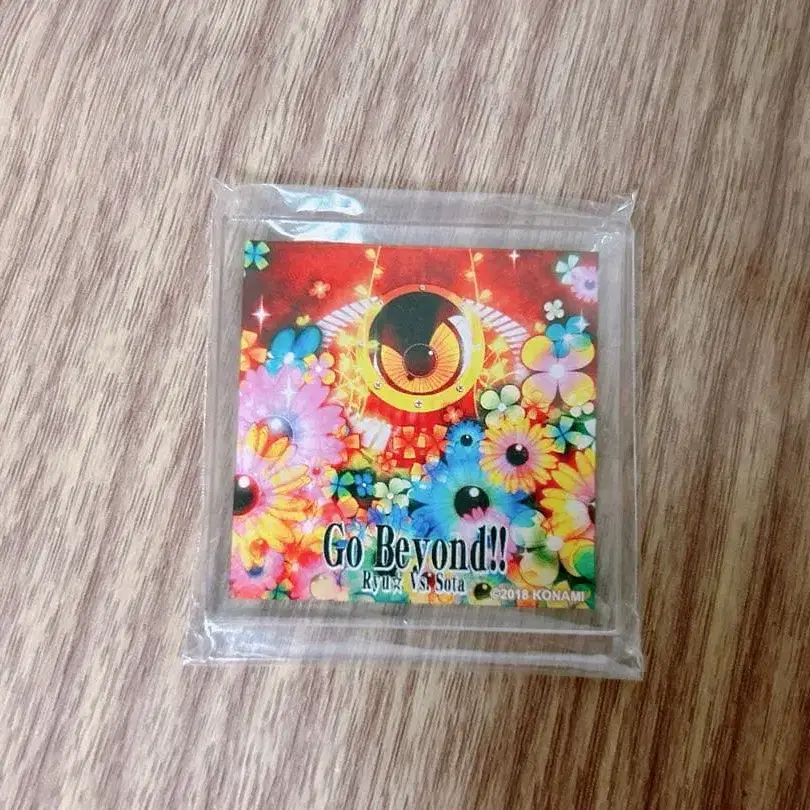 Go Beyond!!
Ryu☆ Vs. Sota
©2018 KONAMI